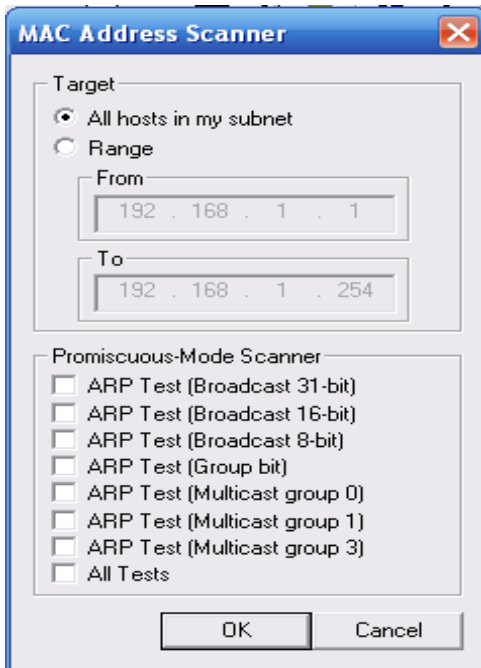 MAC Address Scanner
Target
All hosts in my subnet
Range
From
192 . 168 . 1 . 1
To
192 . 168 . 1 . 254
Promiscuous-Mode Scanner
ARP Test (Broadcast 31-bit)
ARP Test (Broadcast 16-bit)
ARP Test (Broadcast 8-bit)
ARP Test (Group bit)
ARP Test (Multicast group 0)
ARP Test (Multicast group 1)
ARP Test (Multicast group 3)
All Tests
OK Cancel